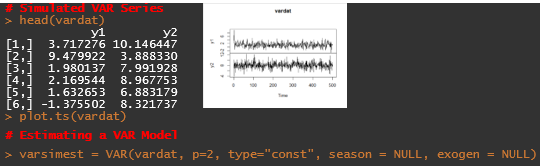 # Simulated VAR Series
> head(vardat)
y1 y2
[1,] 3.717276 10.146447
[2,] 9.479922 3.888330
[3,] 1.980137 7.991928
[4,] 2.169544 8.967753
[5,] 1.632653 6.883179
[6,] -1.375502 8.321737
> plot.ts(vardat)
vardat
y1
y2
0 100 200 300 400 500
Time
# Estimating a VAR Model
> varsimest = VAR(vardat, p=2, type="const", season = NULL, exogen = NULL)